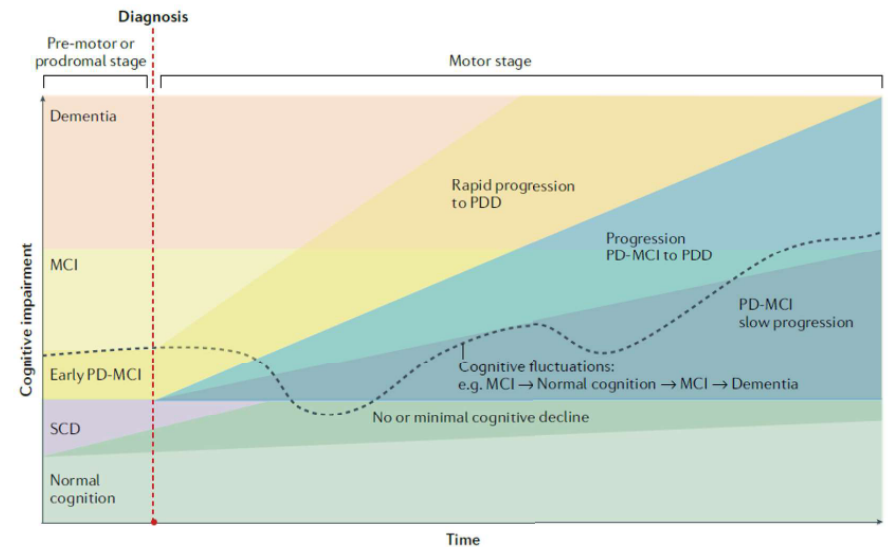 Diagnosis
Pre-motor or
prodromal stage
Motor stage
Dementia
Rapid progression
to PDD
Progression
PD-MCI to PDD
MCI
PD-MCI
slow progression
Early PD-MCI
Cognitive fluctuations:
e.g. MCI → Normal cognition → MCI → Dementia
No or minimal cognitive decline
SCD
Normal
cognition
Cognitive impairment
Time